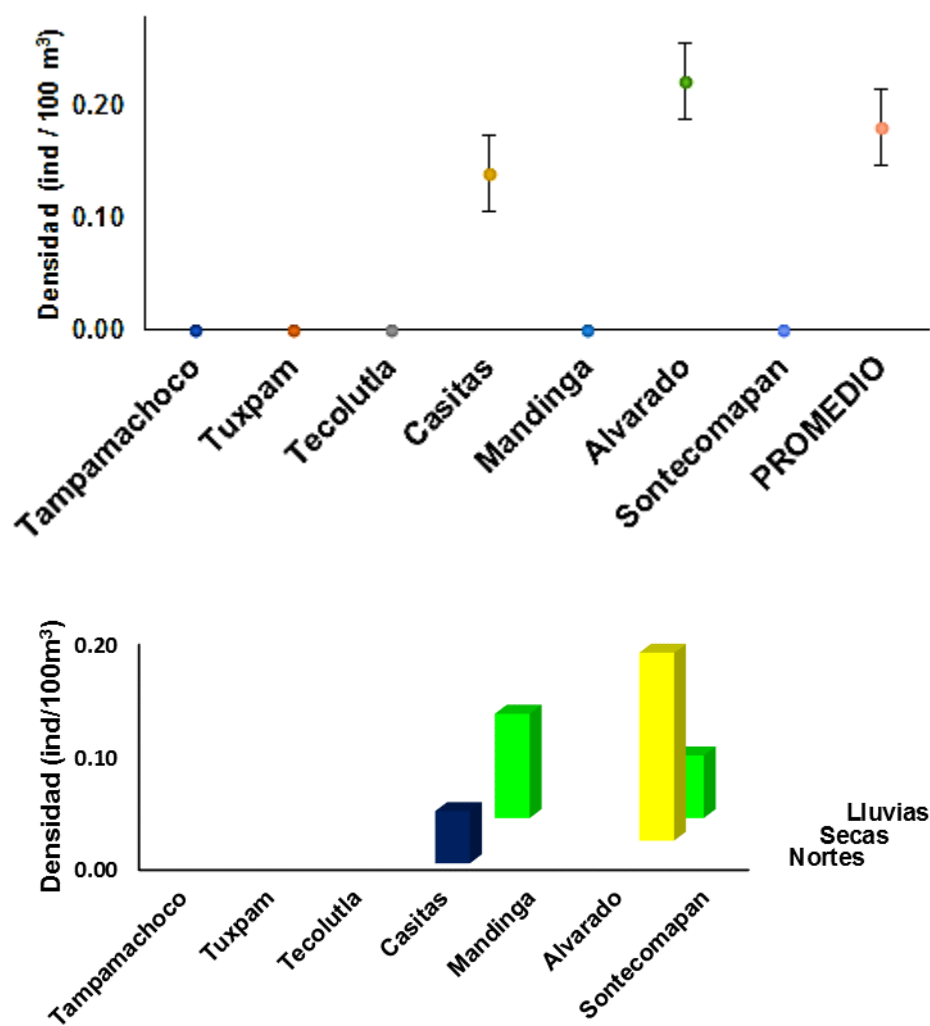 Densidad (ind / 100 m³)
0.20
0.10
0.00
Tampamachoco
Tuxpam
Tecolutla
Casitas
Mandinga
Alvarado
Sontecomapan
PROMEDIO
Densidad (ind/100m³)
0.20
0.10
0.00
Lluvias
Secas
Nortes
Tampamachoco
Tuxpam
Tecolutla
Casitas
Mandinga
Alvarado
Sontecomapan